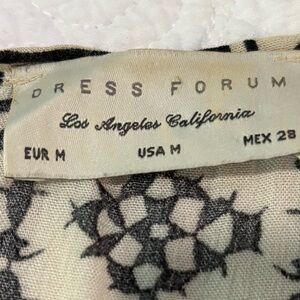 DRESS FORUM
Los Angeles California
EUR M USA M MEX 28